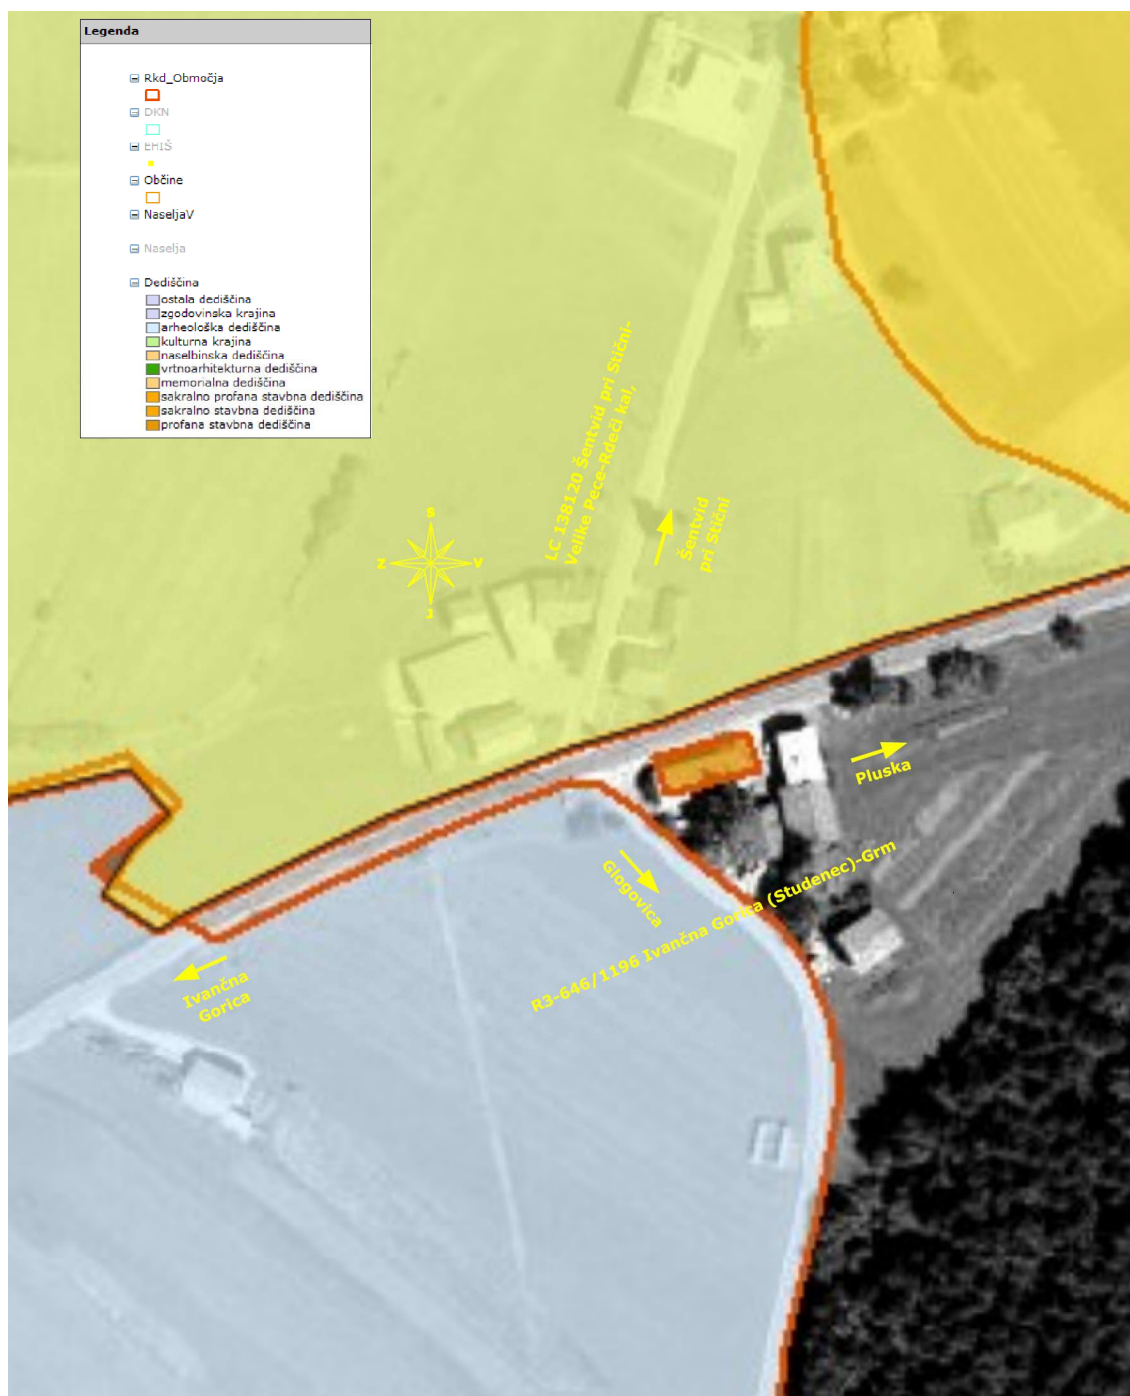 Legenda
Rkd_Območja
DKN
EHIŠ
Občine
NaseljaV
Naselja
Dediščina
ostala dediščina
zgodovinska krajina
arheološka dediščina
kulturna krajina
naselbinska dediščina
vrtnoarhitekturna dediščina
memorialna dediščina
sakralno profana stavbna dediščina
sakralno stavbna dediščina
profana stavbna dediščina
LC 138120 Šentvid pri Stični-
Velike Pece-Rdeči kal,
Šentvid
pri Stični
S
Z
V
J
Pluska
Glogovica
R3-646/1196 Ivančna Gorica (Studenec)-Grm
Ivančna
Gorica